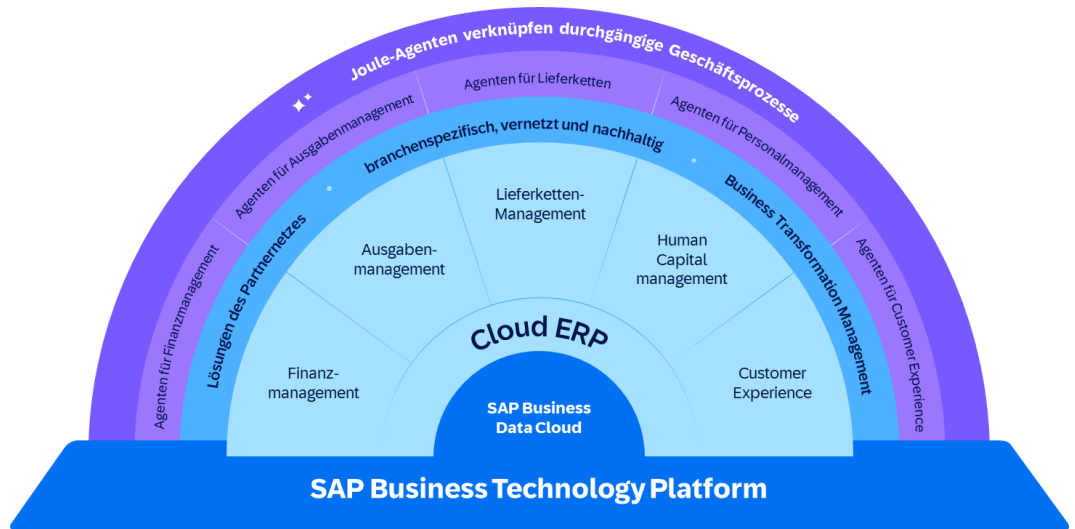 Joule-Agenten verknüpfen durchgängige Geschäftsprozesse
Agenten für Finanzmanagement
Agenten für Ausgabenmanagement
Agenten für Lieferketten
Agenten für Personalmanagement
Agenten für Customer Experience
Lösungen des Partnernetzes
branchenspezifisch, vernetzt und nachhaltig
Business Transformation Management
Finanz-
management
Ausgaben-
management
Lieferketten-
Management
Human
Capital
management
Customer
Experience
Cloud ERP
SAP Business
Data Cloud
SAP Business Technology Platform